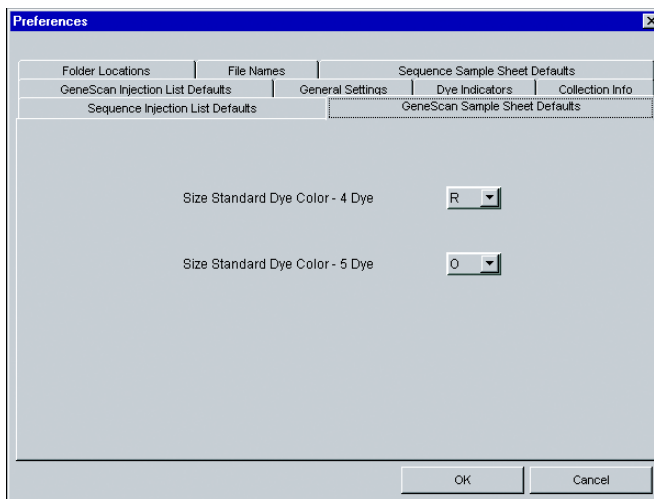 Preferences
Folder Locations File Names Sequence Sample Sheet Defaults
GeneScan Injection List Defaults General Settings Dye Indicators Collection Info
Sequence Injection List Defaults GeneScan Sample Sheet Defaults
Size Standard Dye Color - 4 Dye R
Size Standard Dye Color - 5 Dye O
OK Cancel